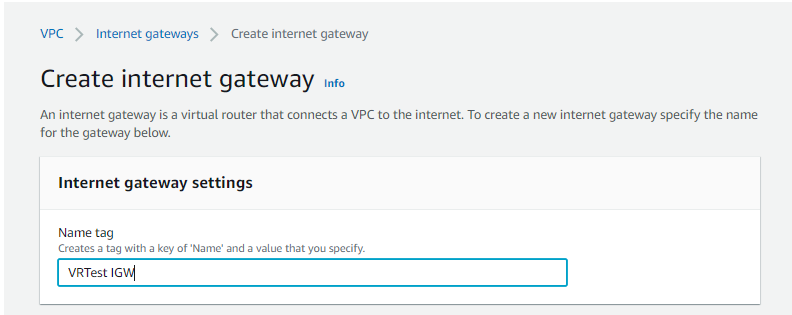 VPC > Internet gateways > Create internet gateway
Create internet gateway Info
An internet gateway is a virtual router that connects a VPC to the internet. To create a new internet gateway specify the name
for the gateway below.
Internet gateway settings
Name tag
Creates a tag with a key of 'Name' and a value that you specify.
VRTest IGW